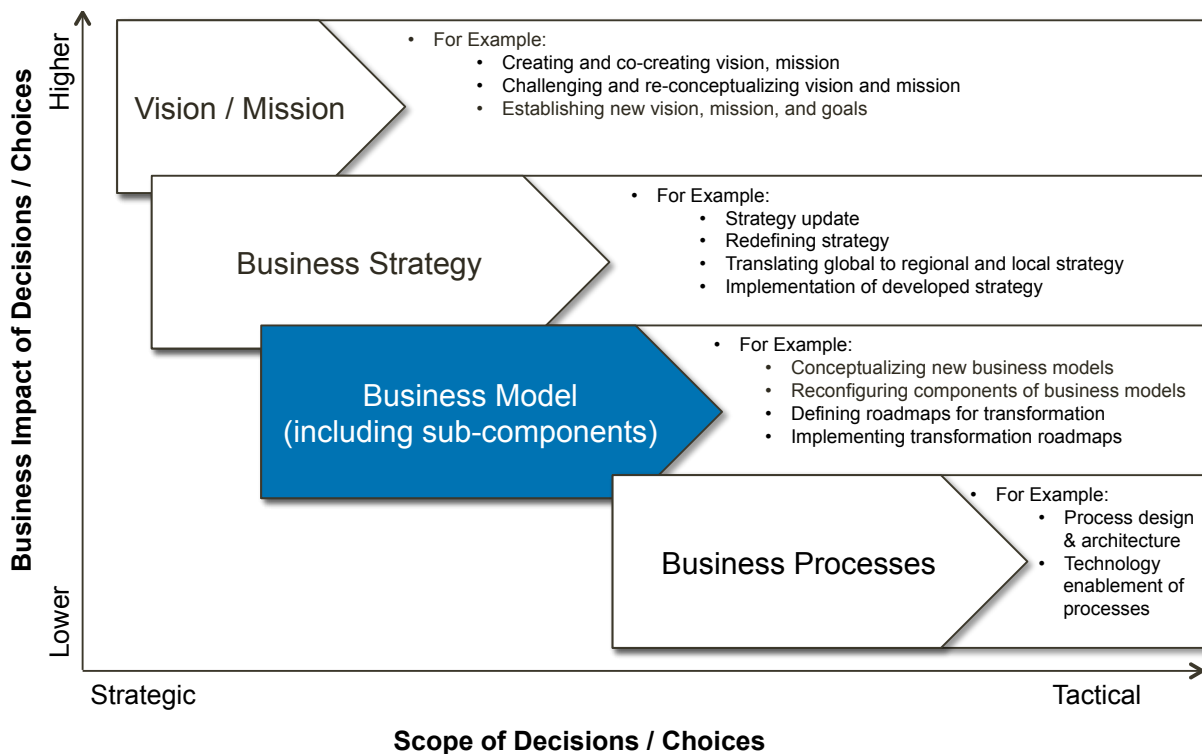 Business Impact of Decisions / Choices
Higher
Lower
Vision / Mission
• For Example:
• Creating and co-creating vision, mission
• Challenging and re-conceptualizing vision and mission
• Establishing new vision, mission, and goals
Business Strategy
• For Example:
• Strategy update
• Redefining strategy
• Translating global to regional and local strategy
• Implementation of developed strategy
Business Model
(including sub-components)
• For Example:
• Conceptualizing new business models
• Reconfiguring components of business models
• Defining roadmaps for transformation
• Implementing transformation roadmaps
Business Processes
• For Example:
• Process design
& architecture
• Technology
enablement of
processes
Strategic
Tactical
Scope of Decisions / Choices